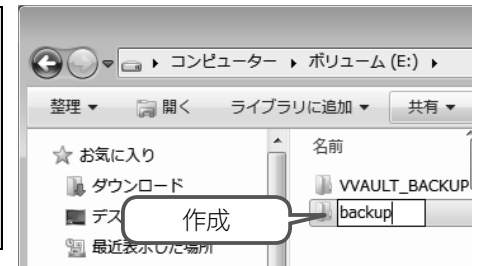 コンピューター ▸ ボリューム (E:) ▸
整理 ▼ 開く ライブラリに追加 ▼ 共有 ▼
お気に入り
ダウンロード
デス
最近表示した場所
名前
VVAULT_BACKUP
backup
作成